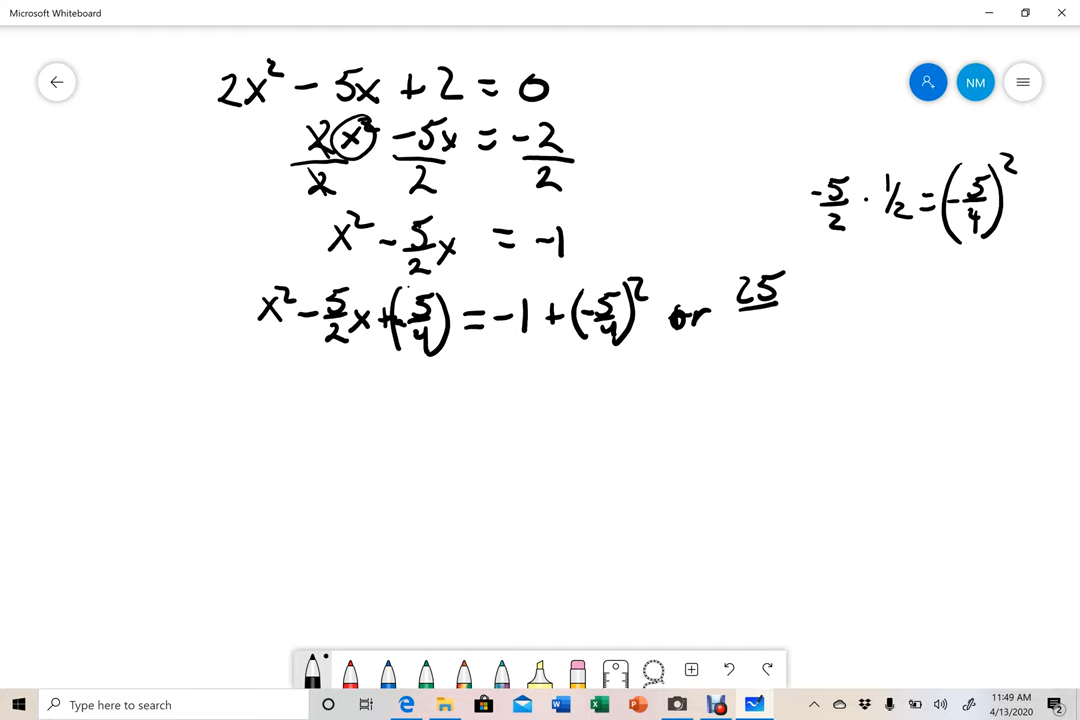 Microsoft Whiteboard
NM
2x² - 5x + 2 = 0
2x²/2 - 5x/2 = -2/2
-5/2 · 1/2 = (-5/4)²
x² - 5/2x = -1
x² - 5/2x + (-5/4) = -1 + (-5/4)² or 25
Type here to search
11:49 AM
4/13/2020
2